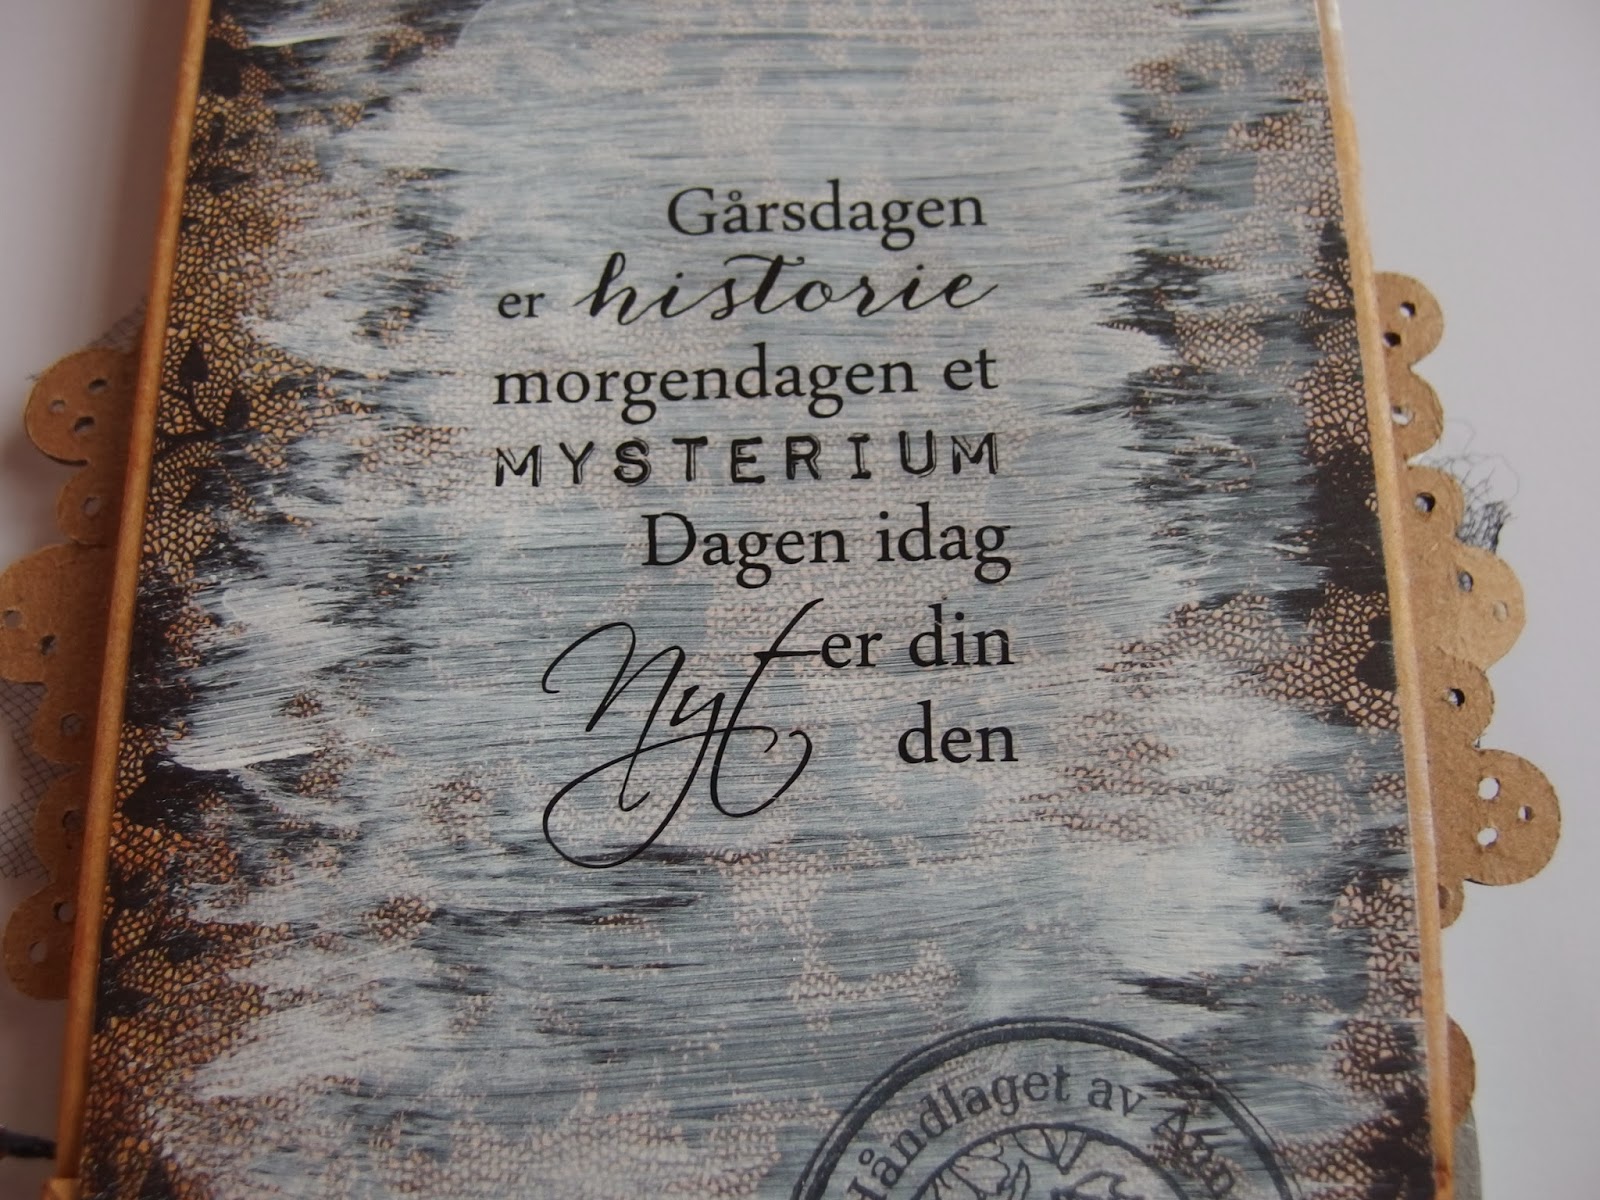 Gårsdagen
er historie
morgendagen et
MYSTERIUM
Dagen idag
er din
Nyt den
Håndlaget av